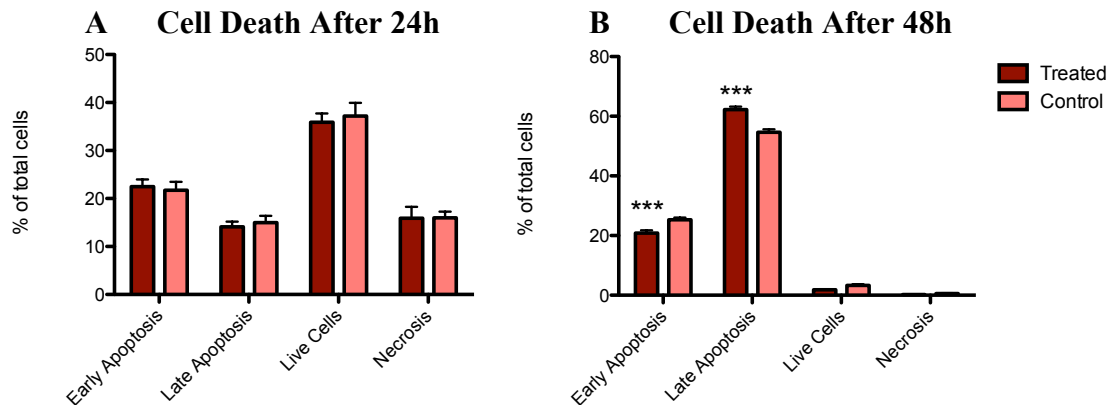 A Cell Death After 24h
50
40
30
20
10
0
% of total cells
Early Apoptosis
Late Apoptosis
Live Cells
Necrosis
B Cell Death After 48h
80
60
40
20
0
% of total cells
***
***
Early Apoptosis
Late Apoptosis
Live Cells
Necrosis
Treated
Control